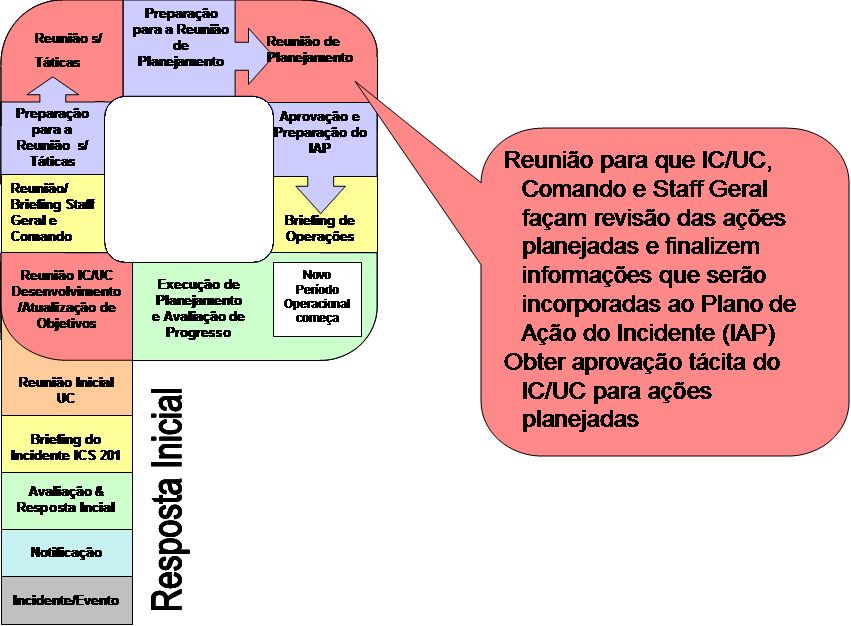 Reunião s/
Táticas
Preparação
para a Reunião
de
Planejamento
Reunião de
Planejamento
Preparação
para a
Reunião s/
Táticas
Aprovação e
Preparação do
IAP
Reunião/
Briefing Staff
Geral e
Comando
Briefing de
Operações
Reunião IC/UC
Desenvolvimento
/Atualização de
Objetivos
Execução de
Planejamento
e Avaliação de
Progresso
Novo
Período
Operacional
começa
Reunião Inicial
UC
Briefing do
Incidente ICS 201
Avaliação &
Resposta Incial
Notificação
Incidente/Evento
Resposta Inicial
Reunião para que IC/UC,
Comando e Staff Geral
façam revisão das ações
planejadas e finalizem
informações que serão
incorporadas ao Plano de
Ação do Incidente (IAP)
Obter aprovação tácita do
IC/UC para ações
planejadas